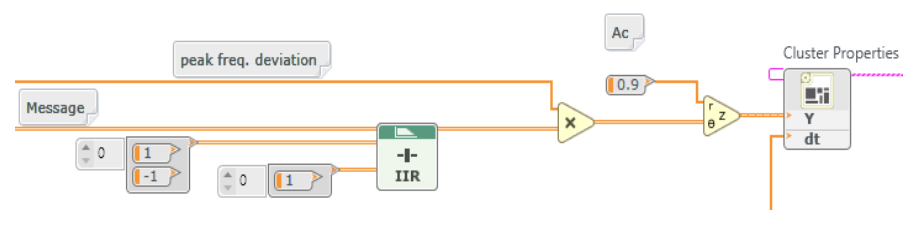 Ac
peak freq. deviation
Cluster Properties
0.9
r
θ
z
Y
dt
Message
×
0
1
-1
0
1
IIR